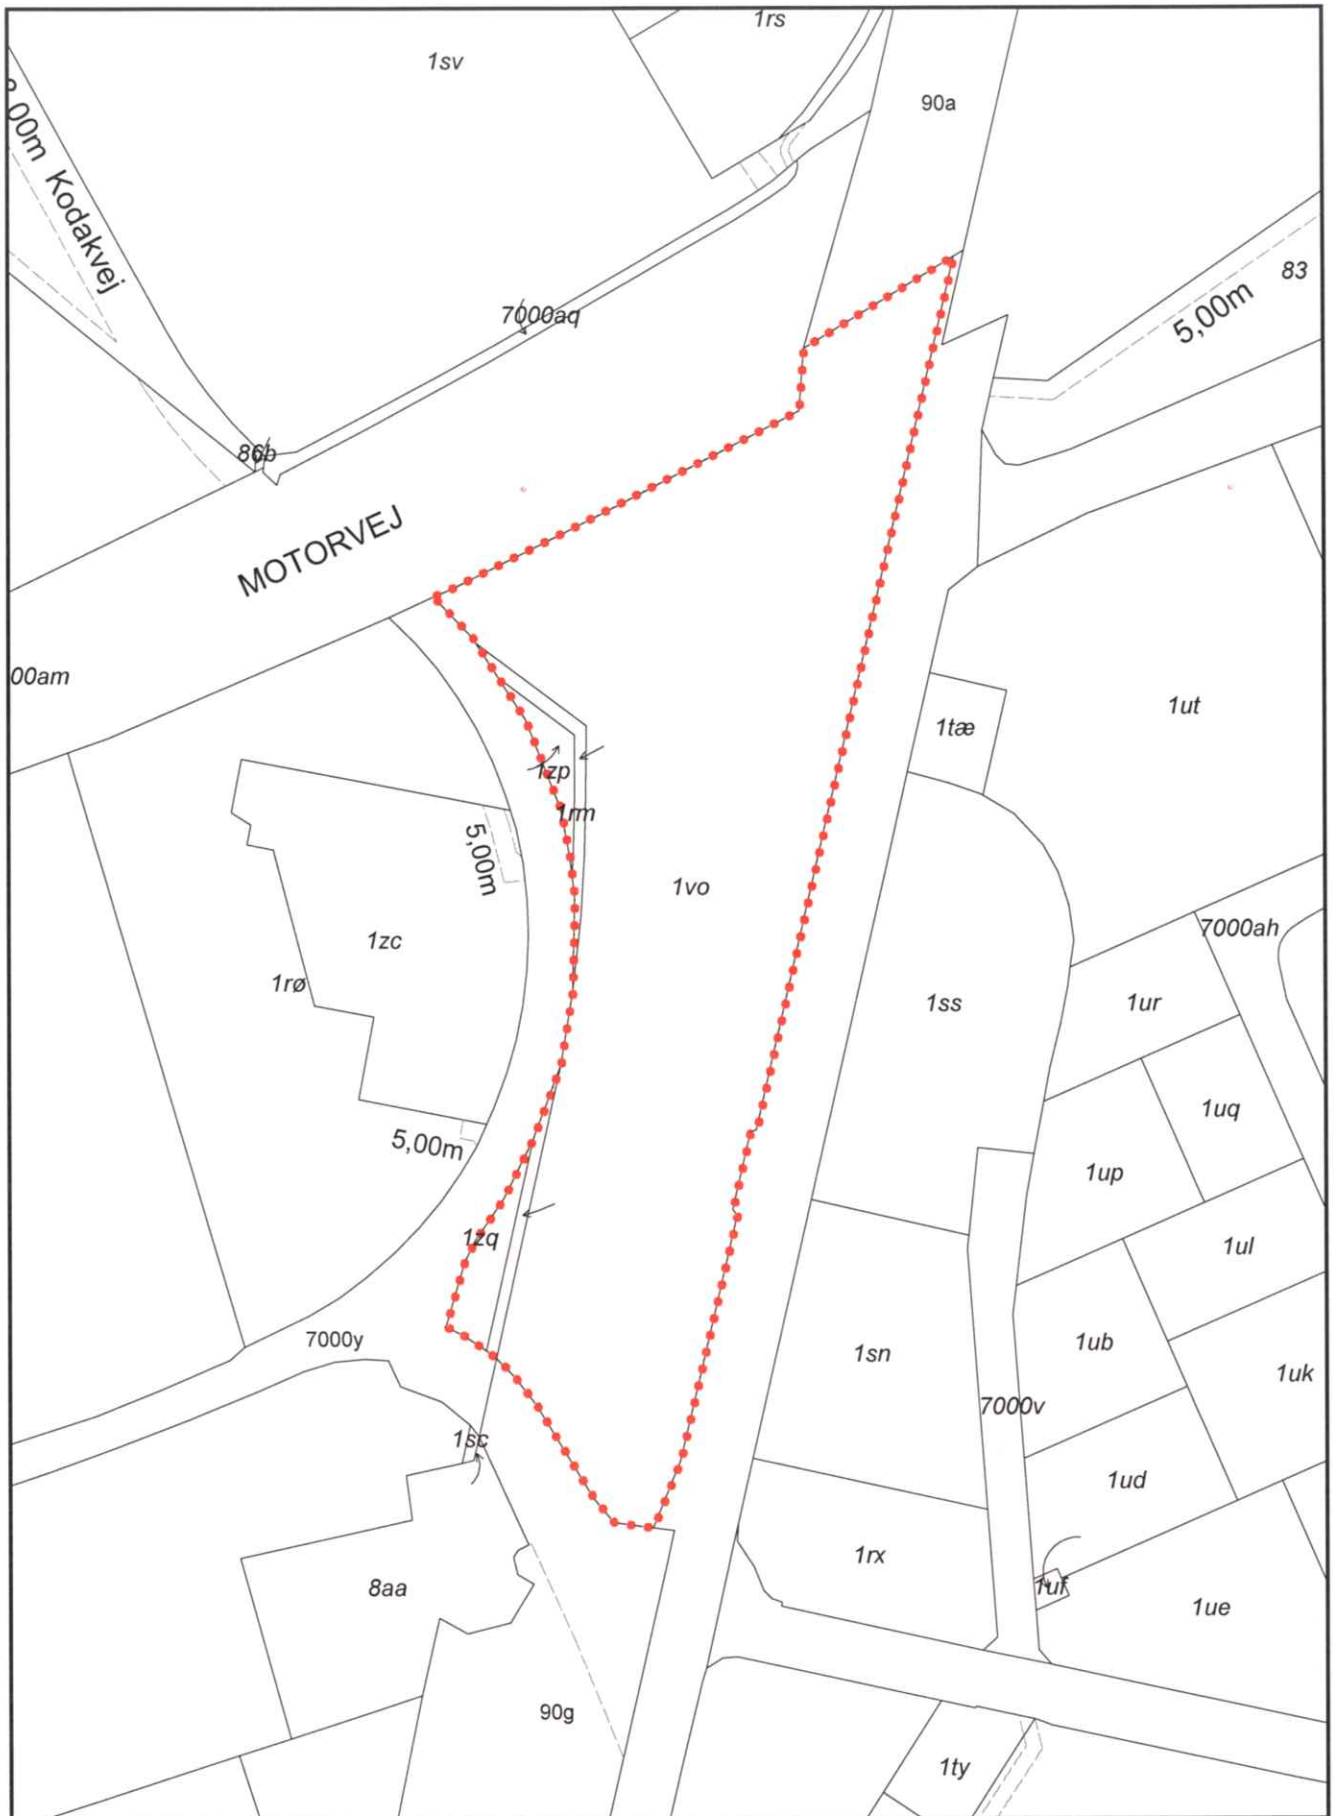 1rs
1sv
90a
00m Kodakvej
83
5,00m
7000aq
86b
MOTORVEJ
00am
1ut
1tæ
1zp
1rm
5,00m
1vo
7000ah
1zc
1rø
1ss
1ur
1uq
5,00m
1up
1zq
1ul
7000y
1sn
1ub
1uk
7000v
1sc
1ud
1rx
8aa
1uf
1ue
90g
1ty